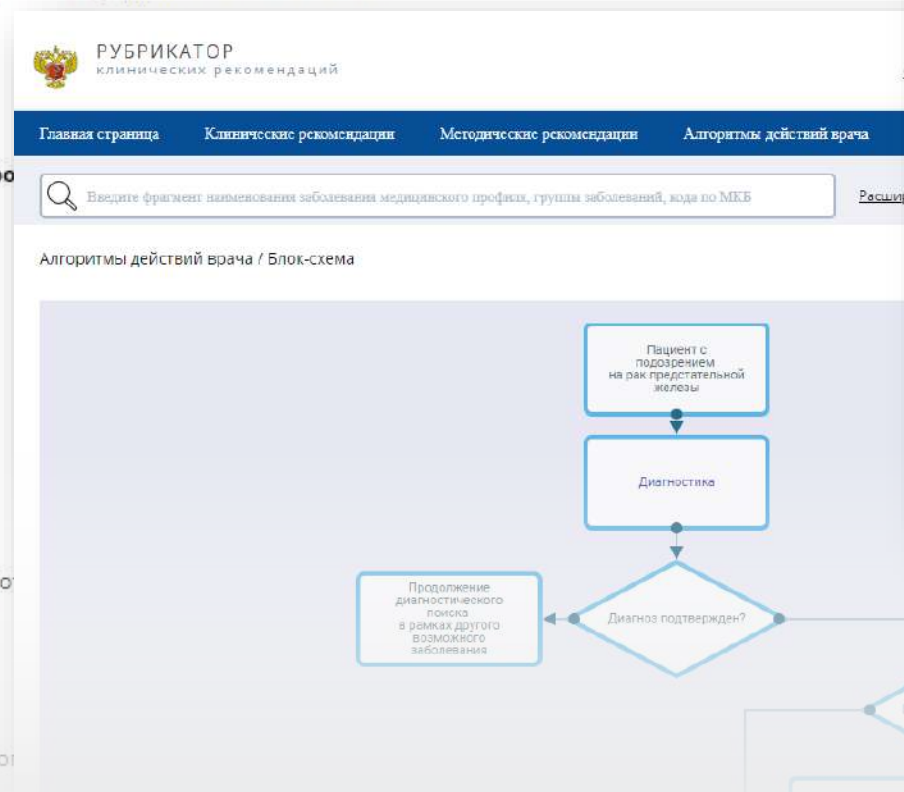 РУБРИКАТОР
клинических рекомендаций
Главная страница
Клинические рекомендации
Методические рекомендации
Алгоритмы действий врача
Введите фрагмент наименования заболевания медицинского профиля, группы заболеваний, кода по МКБ
Расшир
Алгоритмы действий врача / Блок-схема
Пациент с
подозрением
на рак предстательной
железы
Диагностика
Продолжение
диагностического
поиска
в рамках другого
возможного
заболевания
Диагноз подтвержден?